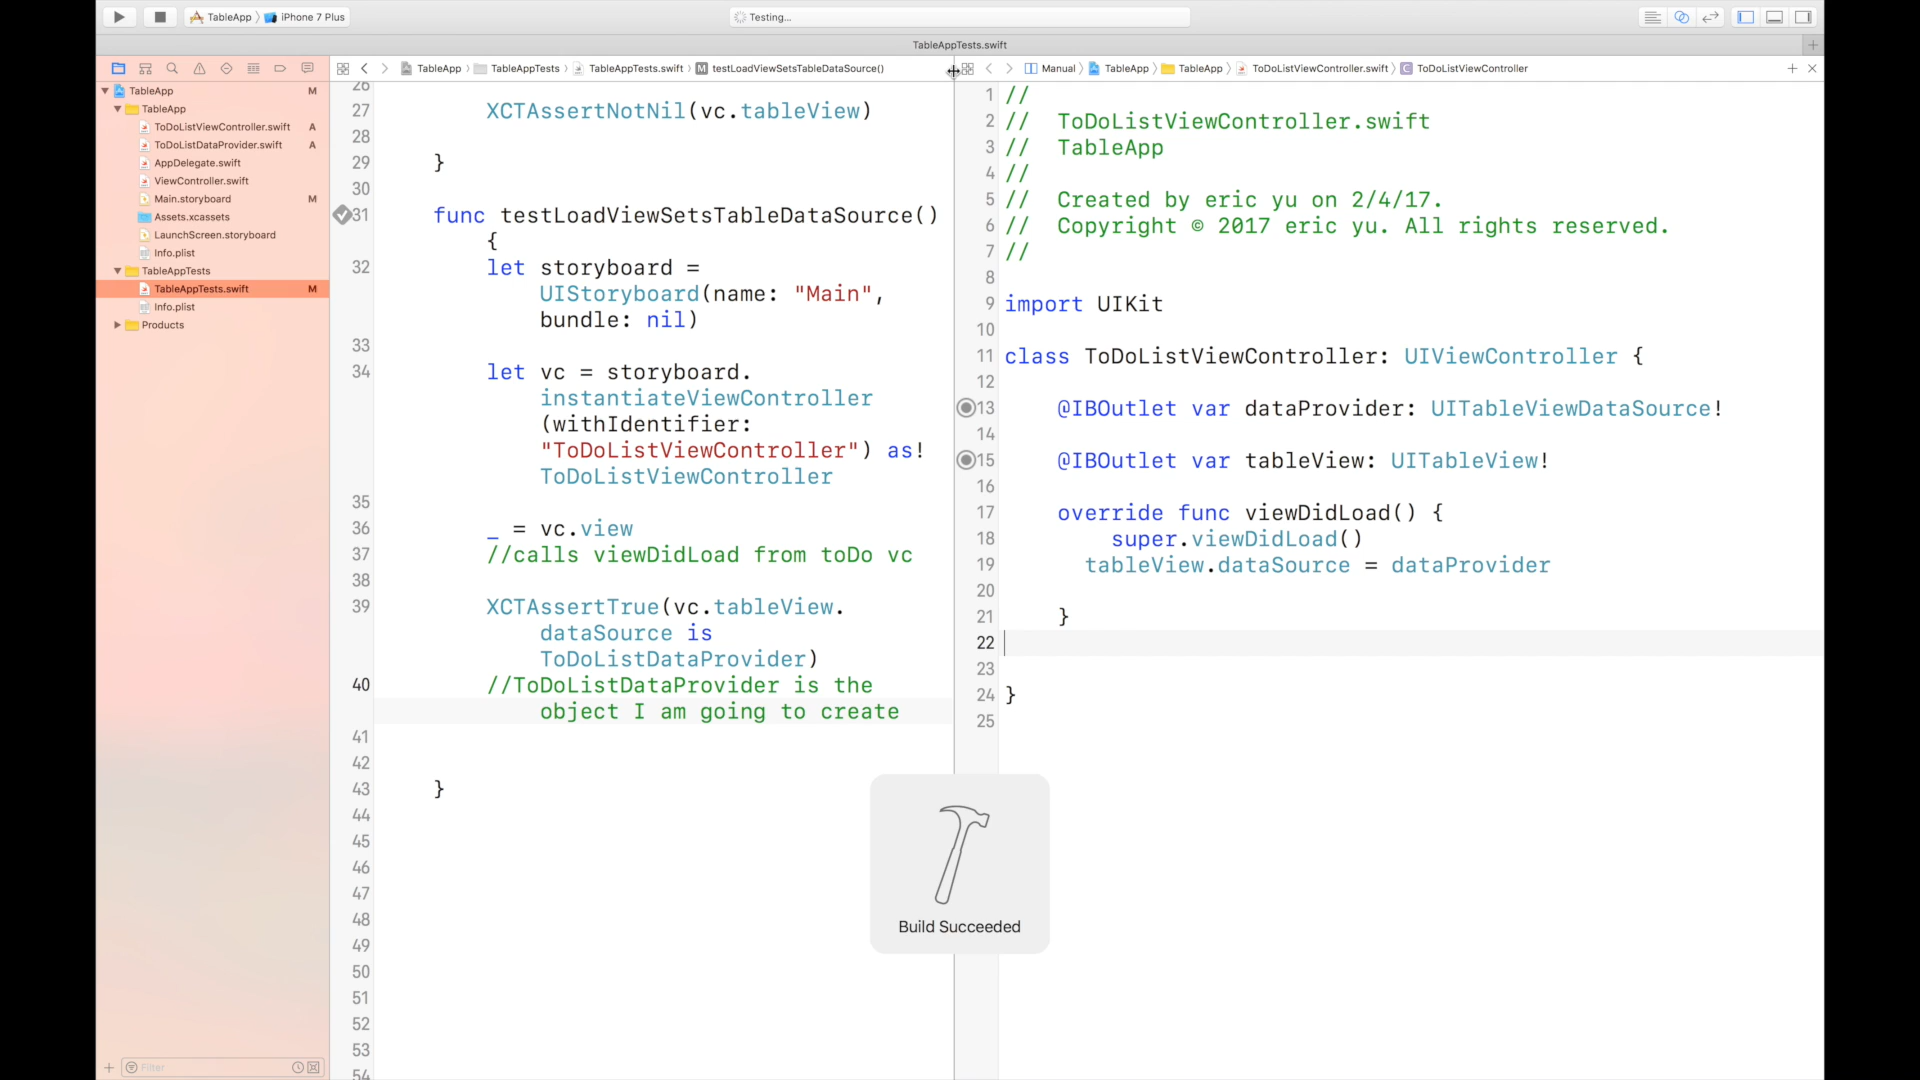 TableApp 〉 iPhone 7 Plus
Testing...
TableAppTests.swift
TableApp 〉 TableAppTests 〉 TableAppTests.swift 〉 M testLoadViewSetsTableDataSource()
Manual 〉 TableApp 〉 TableApp 〉 ToDoListViewController.swift 〉 C ToDoListViewController
TableApp M
TableApp
ToDoListViewController.swift A
ToDoListDataProvider.swift A
AppDelegate.swift
ViewController.swift
Main.storyboard M
Assets.xcassets
LaunchScreen.storyboard
Info.plist
TableAppTests
TableAppTests.swift M
Info.plist
Products
Filter
26
27 XCTAssertNotNil(vc.tableView)
28
29 }
30
31 func testLoadViewSetsTableDataSource()
{
32 let storyboard =
UIStoryboard(name: "Main",
bundle: nil)
33
34 let vc = storyboard.
instantiateViewController
(withIdentifier:
"ToDoListViewController") as!
ToDoListViewController
35
36 _ = vc.view
37 //calls viewDidLoad from toDo vc
38
39 XCTAssertTrue(vc.tableView.
dataSource is
ToDoListDataProvider)
40 //ToDoListDataProvider is the
object I am going to create
41
42
43 }
44
45
46
47
48
49
50
51
52
53
54
1 //
2 // ToDoListViewController.swift
3 // TableApp
4 //
5 // Created by eric yu on 2/4/17.
6 // Copyright © 2017 eric yu. All rights reserved.
7 //
8
9 import UIKit
10
11 class ToDoListViewController: UIViewController {
12
13 @IBOutlet var dataProvider: UITableViewDataSource!
14
15 @IBOutlet var tableView: UITableView!
16
17 override func viewDidLoad() {
18 super.viewDidLoad()
19 tableView.dataSource = dataProvider
20
21 }
22
23
24 }
25
Build Succeeded